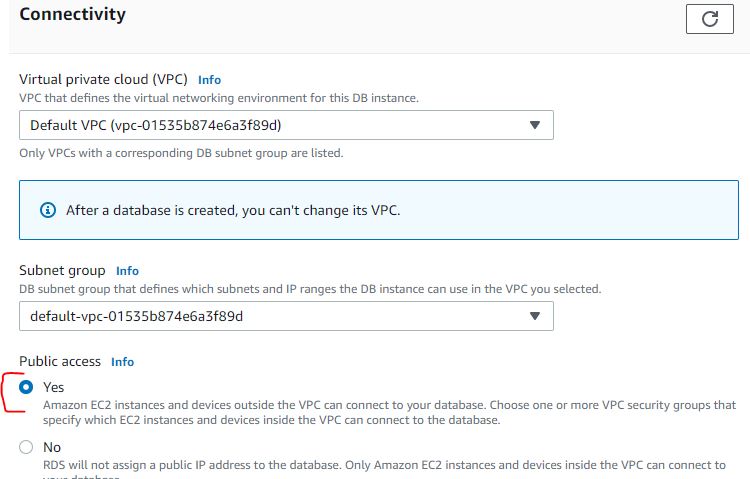 Connectivity
Virtual private cloud (VPC) Info
VPC that defines the virtual networking environment for this DB instance.
Default VPC (vpc-01535b874e6a3f89d)
Only VPCs with a corresponding DB subnet group are listed.
After a database is created, you can't change its VPC.
Subnet group Info
DB subnet group that defines which subnets and IP ranges the DB instance can use in the VPC you selected.
default-vpc-01535b874e6a3f89d
Public access Info
Yes
Amazon EC2 instances and devices outside the VPC can connect to your database. Choose one or more VPC security groups that
specify which EC2 instances and devices inside the VPC can connect to the database.
No
RDS will not assign a public IP address to the database. Only Amazon EC2 instances and devices inside the VPC can connect to
your database.